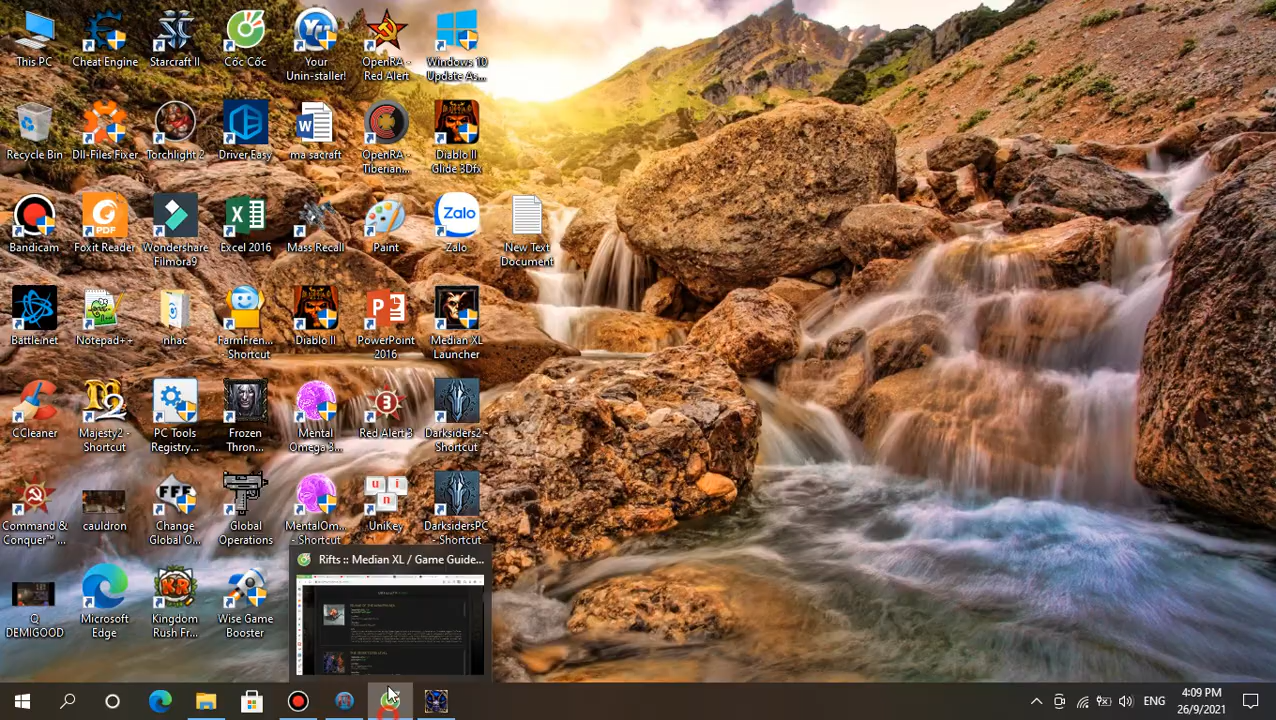 This PC
Cheat Engine
Starcraft II
Cốc Cốc
Your
Unin-staller!
OpenRA -
Red Alert
Windows 10
Update As...
Recycle Bin
Dll-Files Fixer
Torchlight 2
Driver Easy
ma sacraft
OpenRA -
Tiberian...
Diablo II
Glide 3Dfx
Bandicam
Foxit Reader
PDF
Wondershare
Filmora9
Excel 2016
Mass Recall
Paint
Zalo
Zalo
New Text
Document
Battle.net
Notepad++
nhac
FarmFren...
- Shortcut
Diablo II
PowerPoint
2016
Median XL
Launcher
CCleaner
Majesty2 -
Shortcut
PC Tools
Registry...
Frozen
Thron...
Mental
Omega 3...
Red Alert 3
Darksiders2 -
Shortcut
Command &
Conquer™ ...
cauldron
FFF
Change
Global O...
Global
Operations
MentalOm...
- Shortcut
u i n
UniKey
DarksidersPC
- Shortcut
Rifts :: Median XL / Game Guide...
Q
DEMIGOOD
Microsoft
Edge
KR
Kingdom
Rush Fr...
Wise Game
Booster
ENG
4:09 PM
26/9/2021